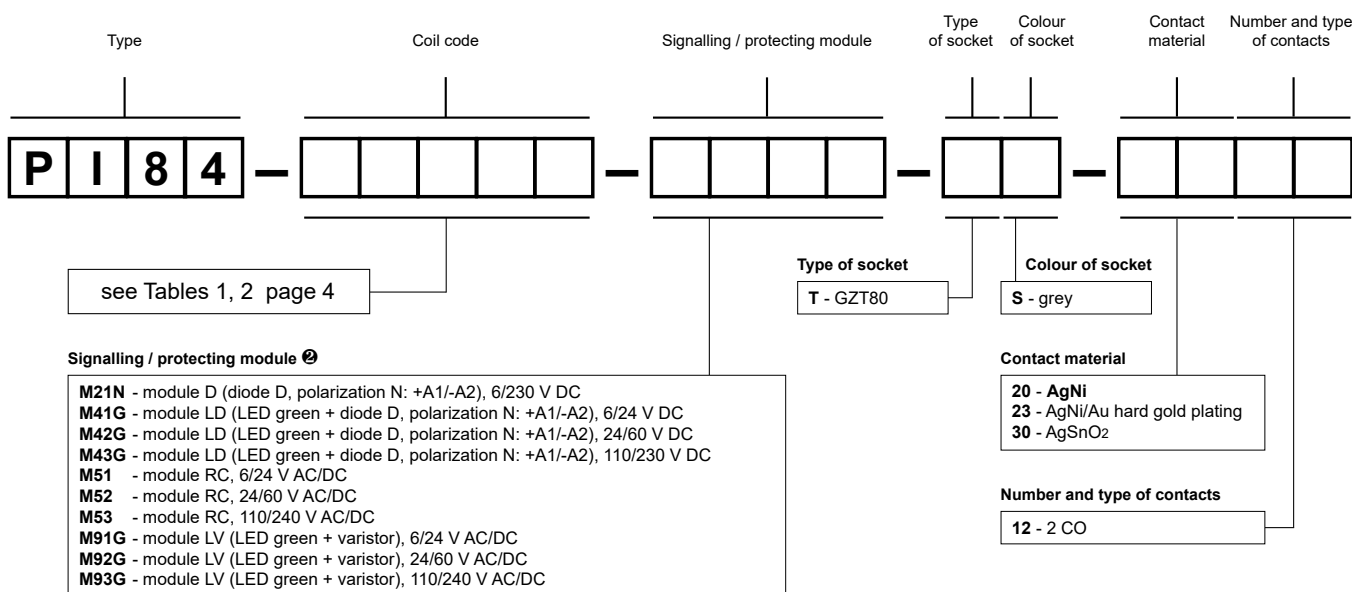 Type
Coil code
Signalling / protecting module
Type
of socket
Colour
of socket
Contact
material
Number and type
of contacts
P I 8 4 – – – –
see Tables 1, 2 page 4
Type of socket
T - GZT80
Colour of socket
S - grey
Signalling / protecting module ❷
M21N - module D (diode D, polarization N: +A1/-A2), 6/230 V DC
M41G - module LD (LED green + diode D, polarization N: +A1/-A2), 6/24 V DC
M42G - module LD (LED green + diode D, polarization N: +A1/-A2), 24/60 V DC
M43G - module LD (LED green + diode D, polarization N: +A1/-A2), 110/230 V DC
M51 - module RC, 6/24 V AC/DC
M52 - module RC, 24/60 V AC/DC
M53 - module RC, 110/240 V AC/DC
M91G - module LV (LED green + varistor), 6/24 V AC/DC
M92G - module LV (LED green + varistor), 24/60 V AC/DC
M93G - module LV (LED green + varistor), 110/240 V AC/DC
Contact material
20 - AgNi
23 - AgNi/Au hard gold plating
30 - AgSnO2
Number and type of contacts
12 - 2 CO